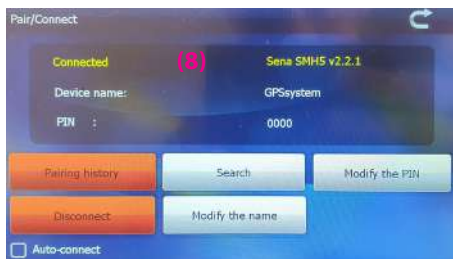 Pair/Connect
Connected (8) Sena SMH5 v2.2.1
Device name: GPSsystem
PIN : 0000
Pairing history Search Modify the PIN
Disconnect Modify the name
Auto-connect